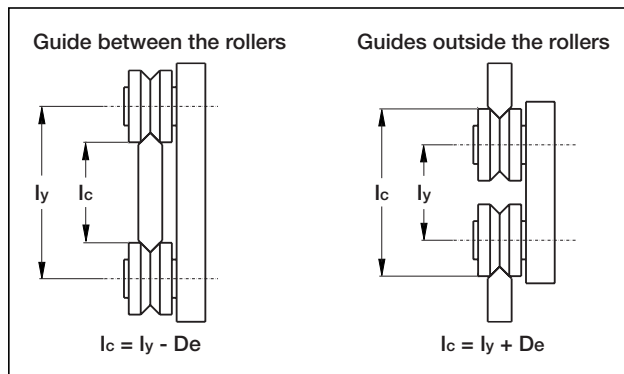 Guide between the rollers
Guides outside the rollers
ly
lc
lc
ly
lc = ly - De
lc = ly + De